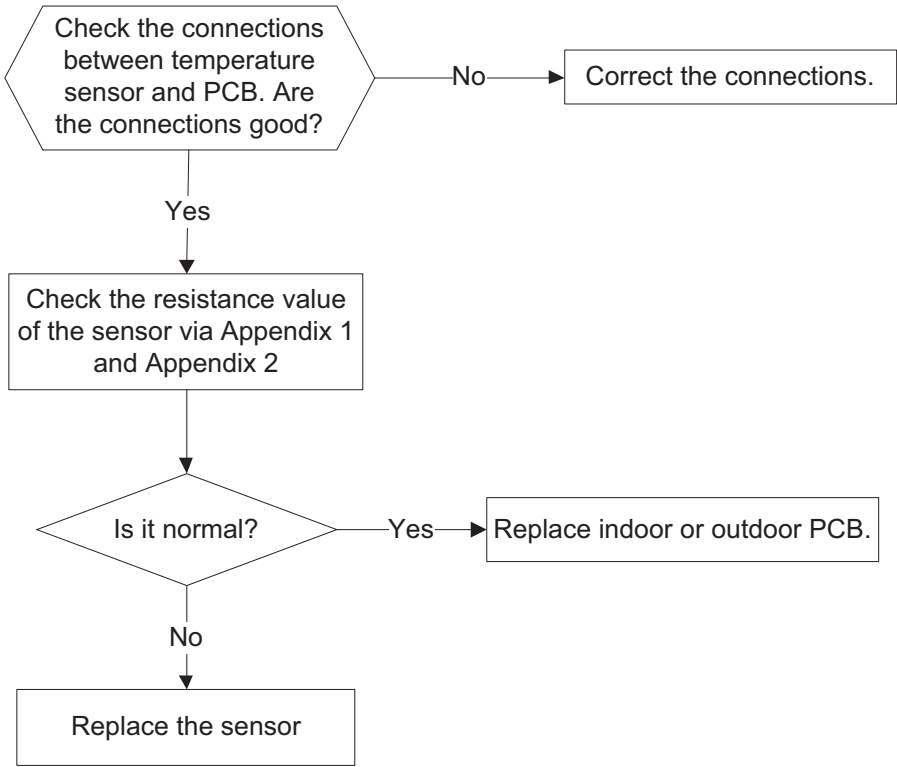 Check the connections
between temperature
sensor and PCB. Are
the connections good?
No
Correct the connections.
Yes
Check the resistance value
of the sensor via Appendix 1
and Appendix 2
Is it normal?
Yes
Replace indoor or outdoor PCB.
No
Replace the sensor